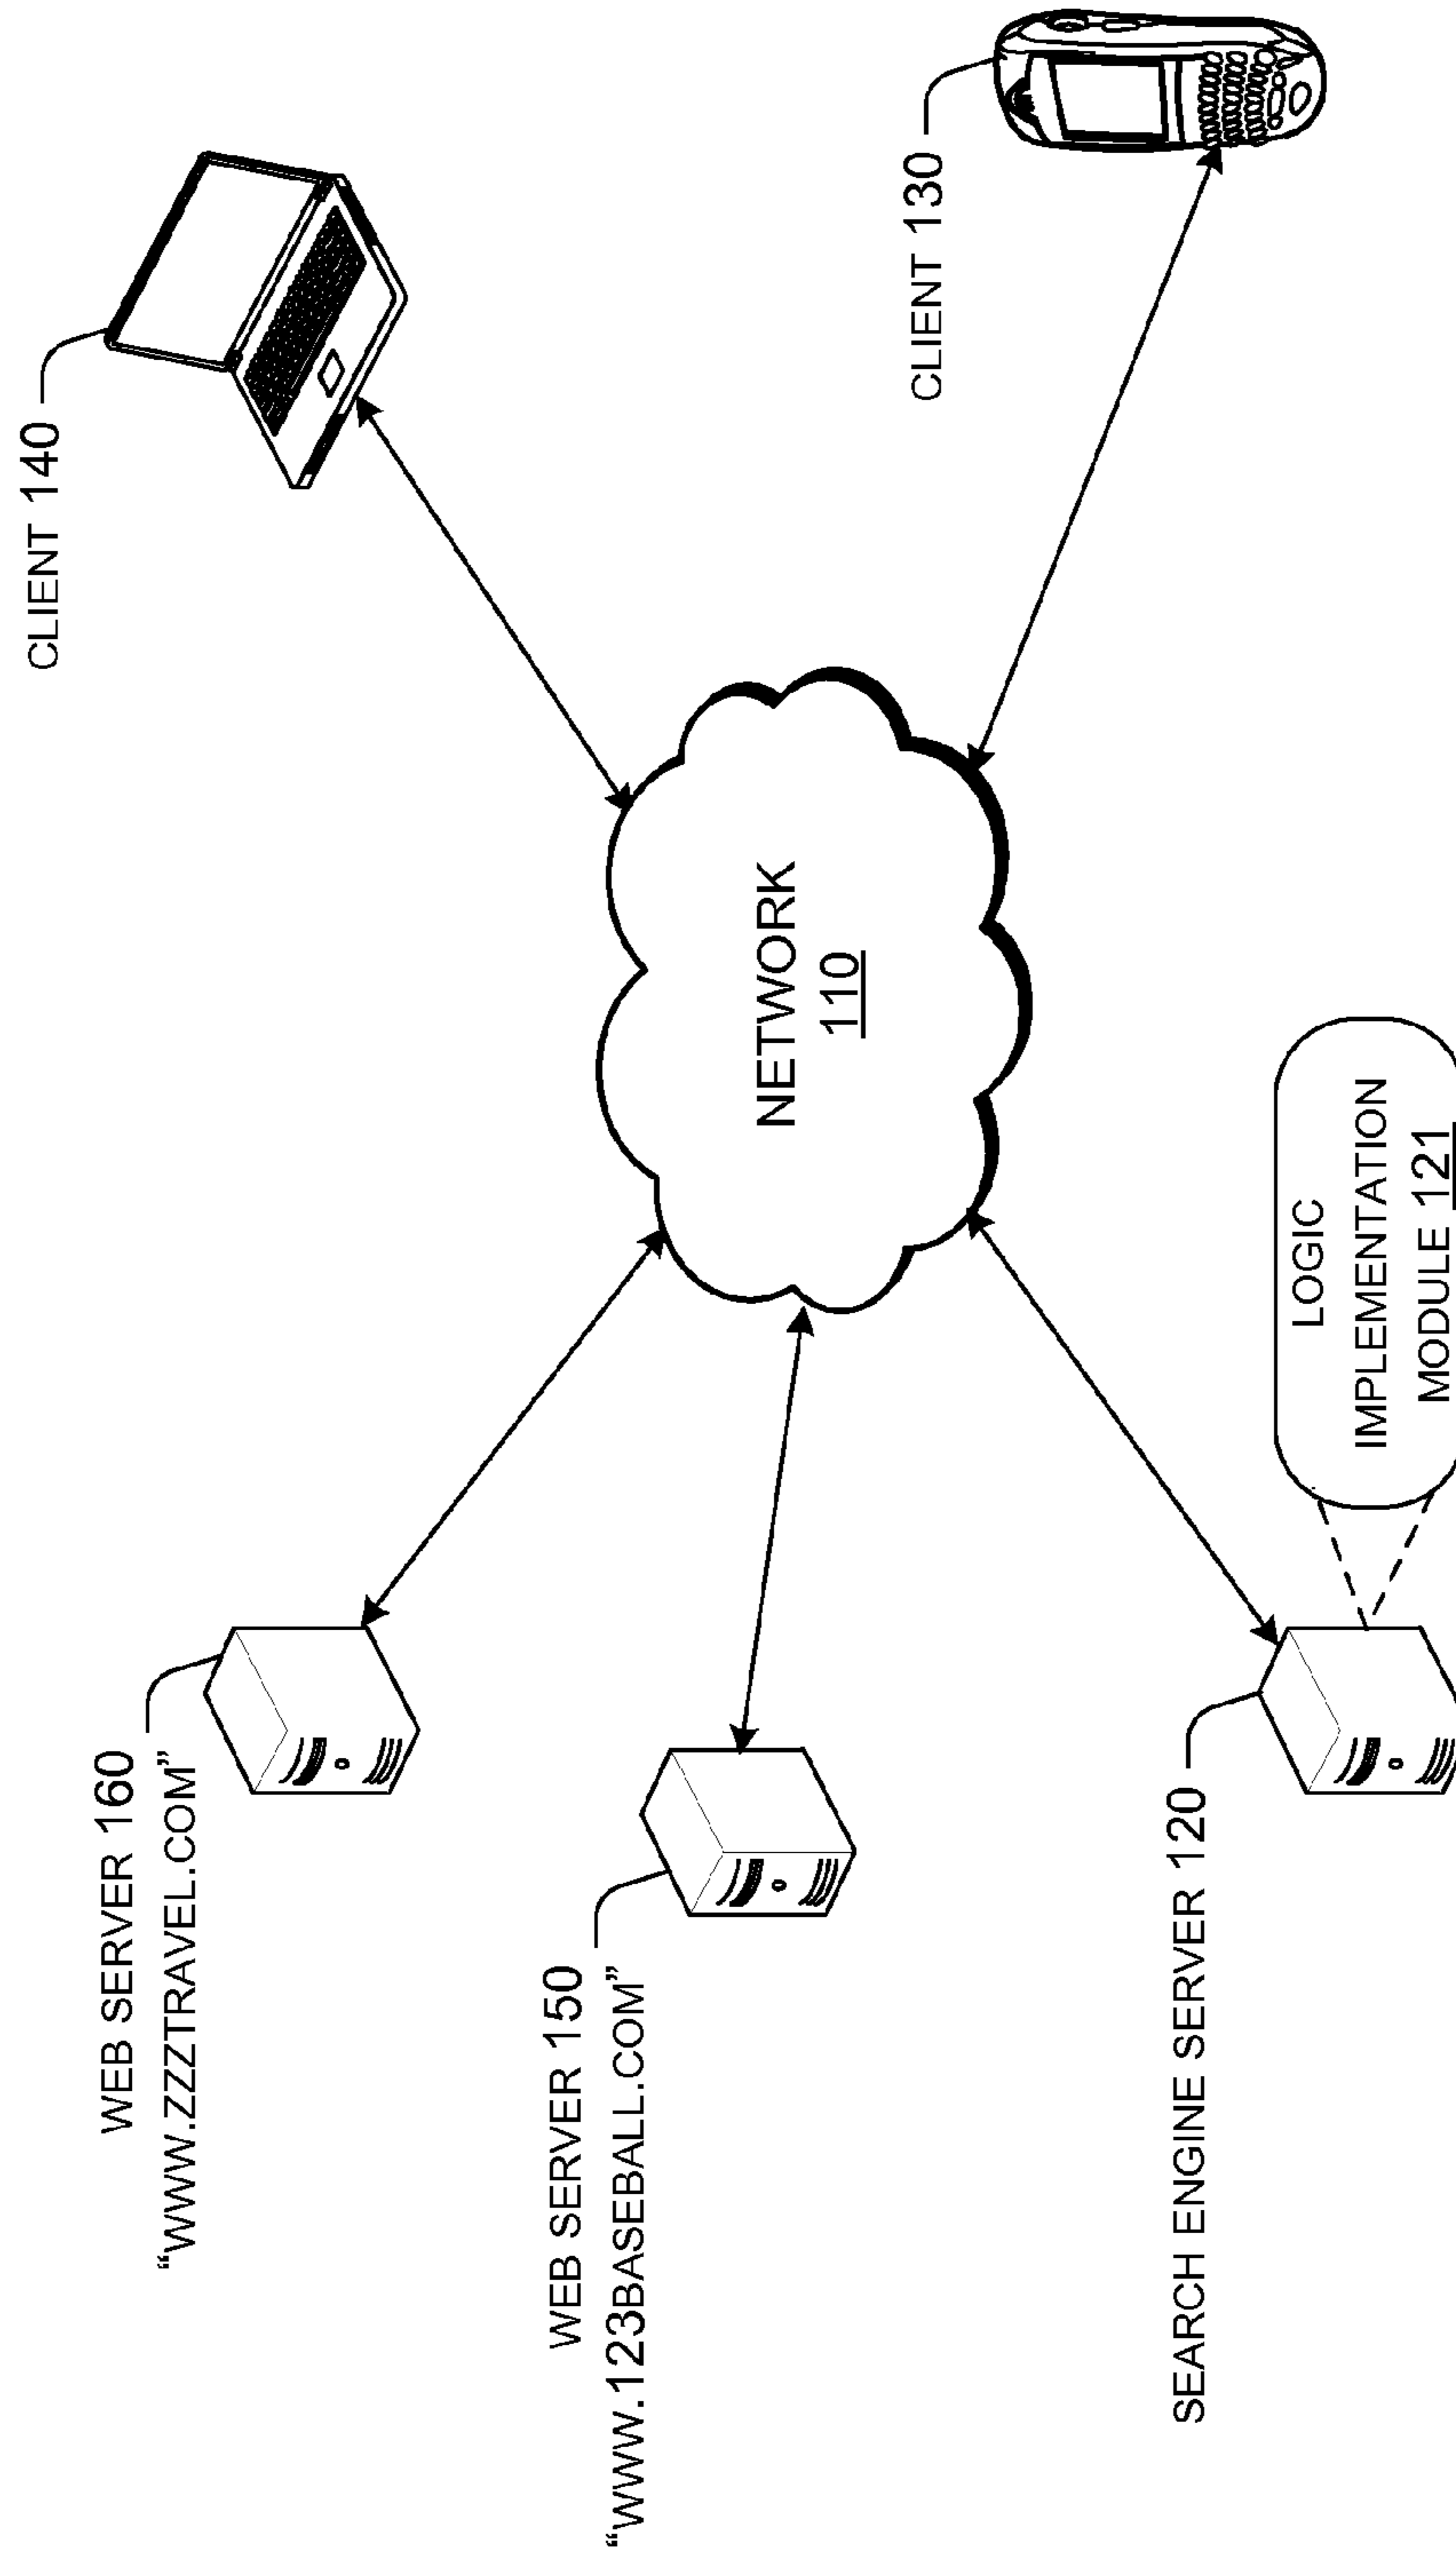 WEB SERVER 160
“WWW.ZZZTRAVEL.COM”
CLIENT 140
WEB SERVER 150
“WWW.123BASEBALL.COM”
NETWORK
110
CLIENT 130
SEARCH ENGINE SERVER 120
LOGIC
IMPLEMENTATION
MODULE 121